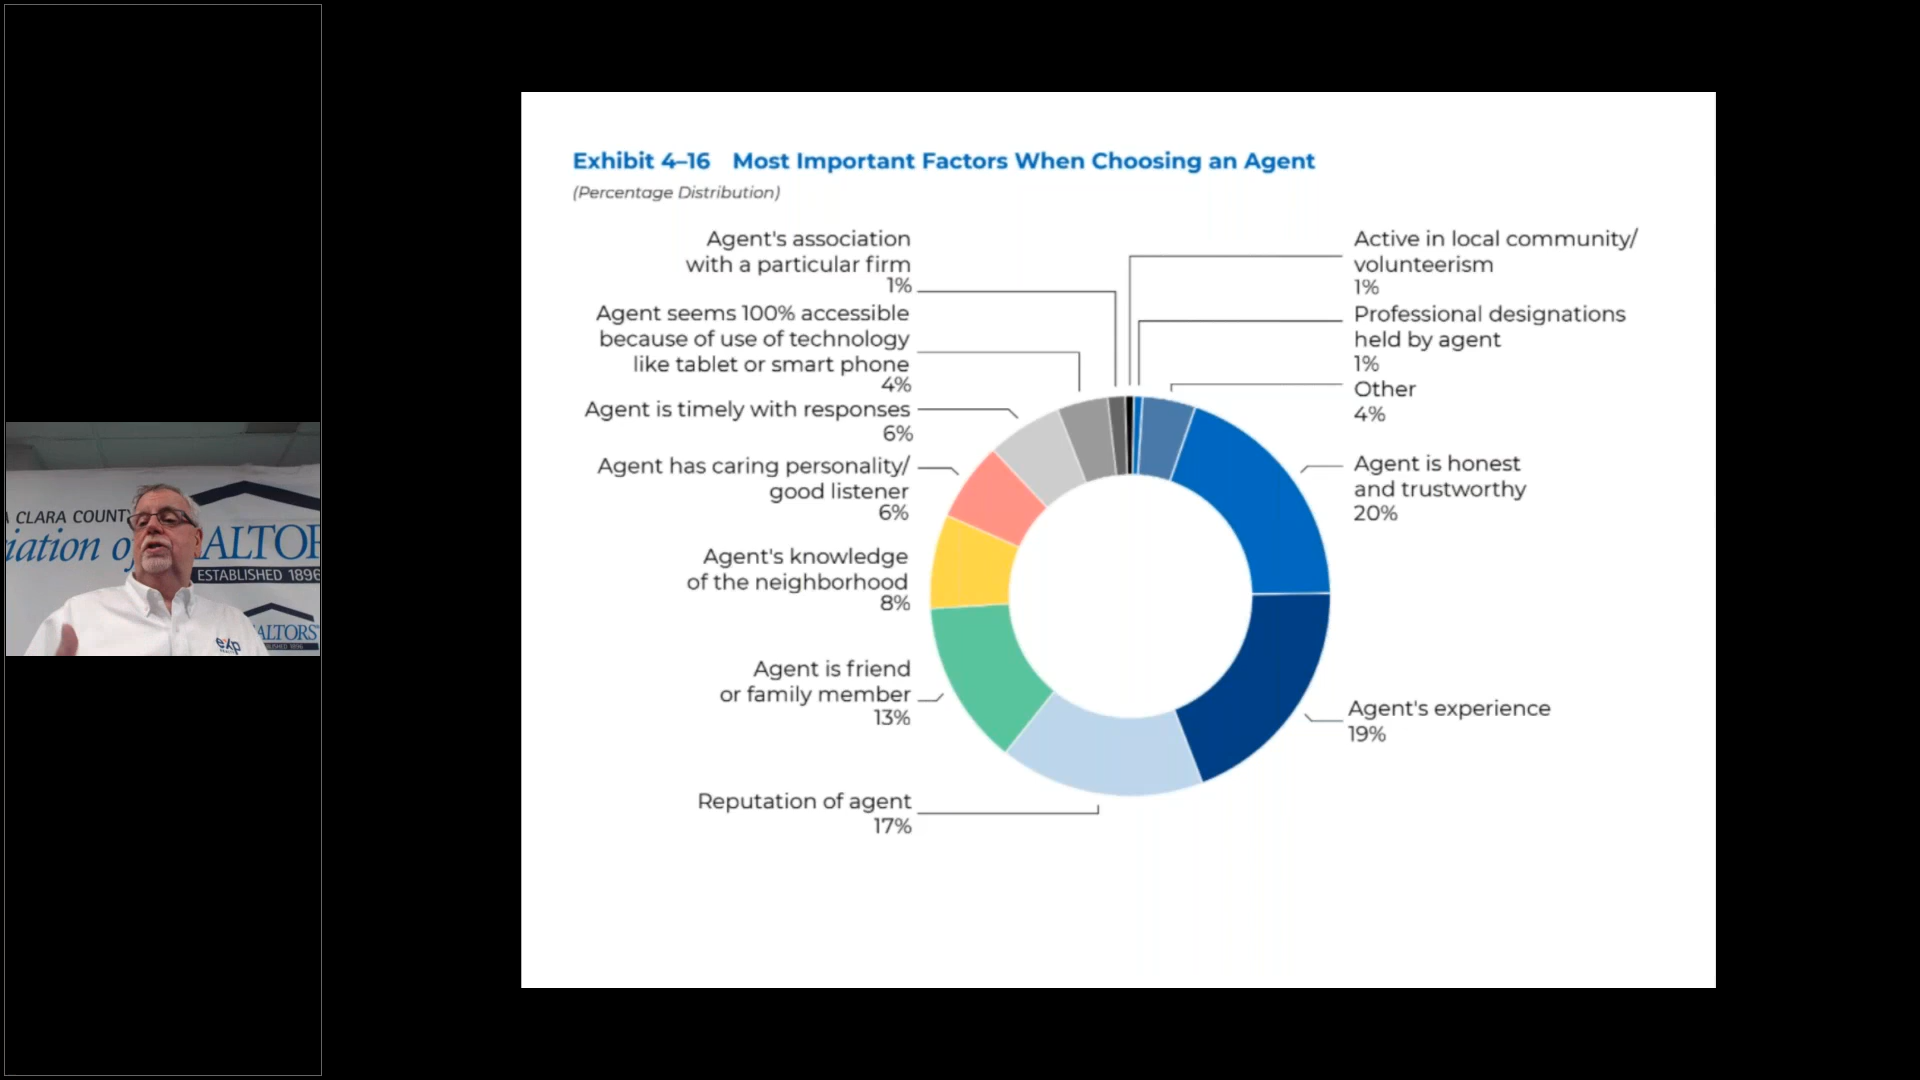 Exhibit 4–16 Most Important Factors When Choosing an Agent
(Percentage Distribution)
Agent's association
with a particular firm
1%
Agent seems 100% accessible
because of use of technology
like tablet or smart phone
4%
Agent is timely with responses
6%
Agent has caring personality/
good listener
6%
Agent's knowledge
of the neighborhood
8%
Agent is friend
or family member
13%
Reputation of agent
17%
Active in local community/
volunteerism
1%
Professional designations
held by agent
1%
Other
4%
Agent is honest
and trustworthy
20%
Agent's experience
19%
CLARA COUNTY
iation of ALTOR
ESTABLISHED 1896
ALTORS
exp